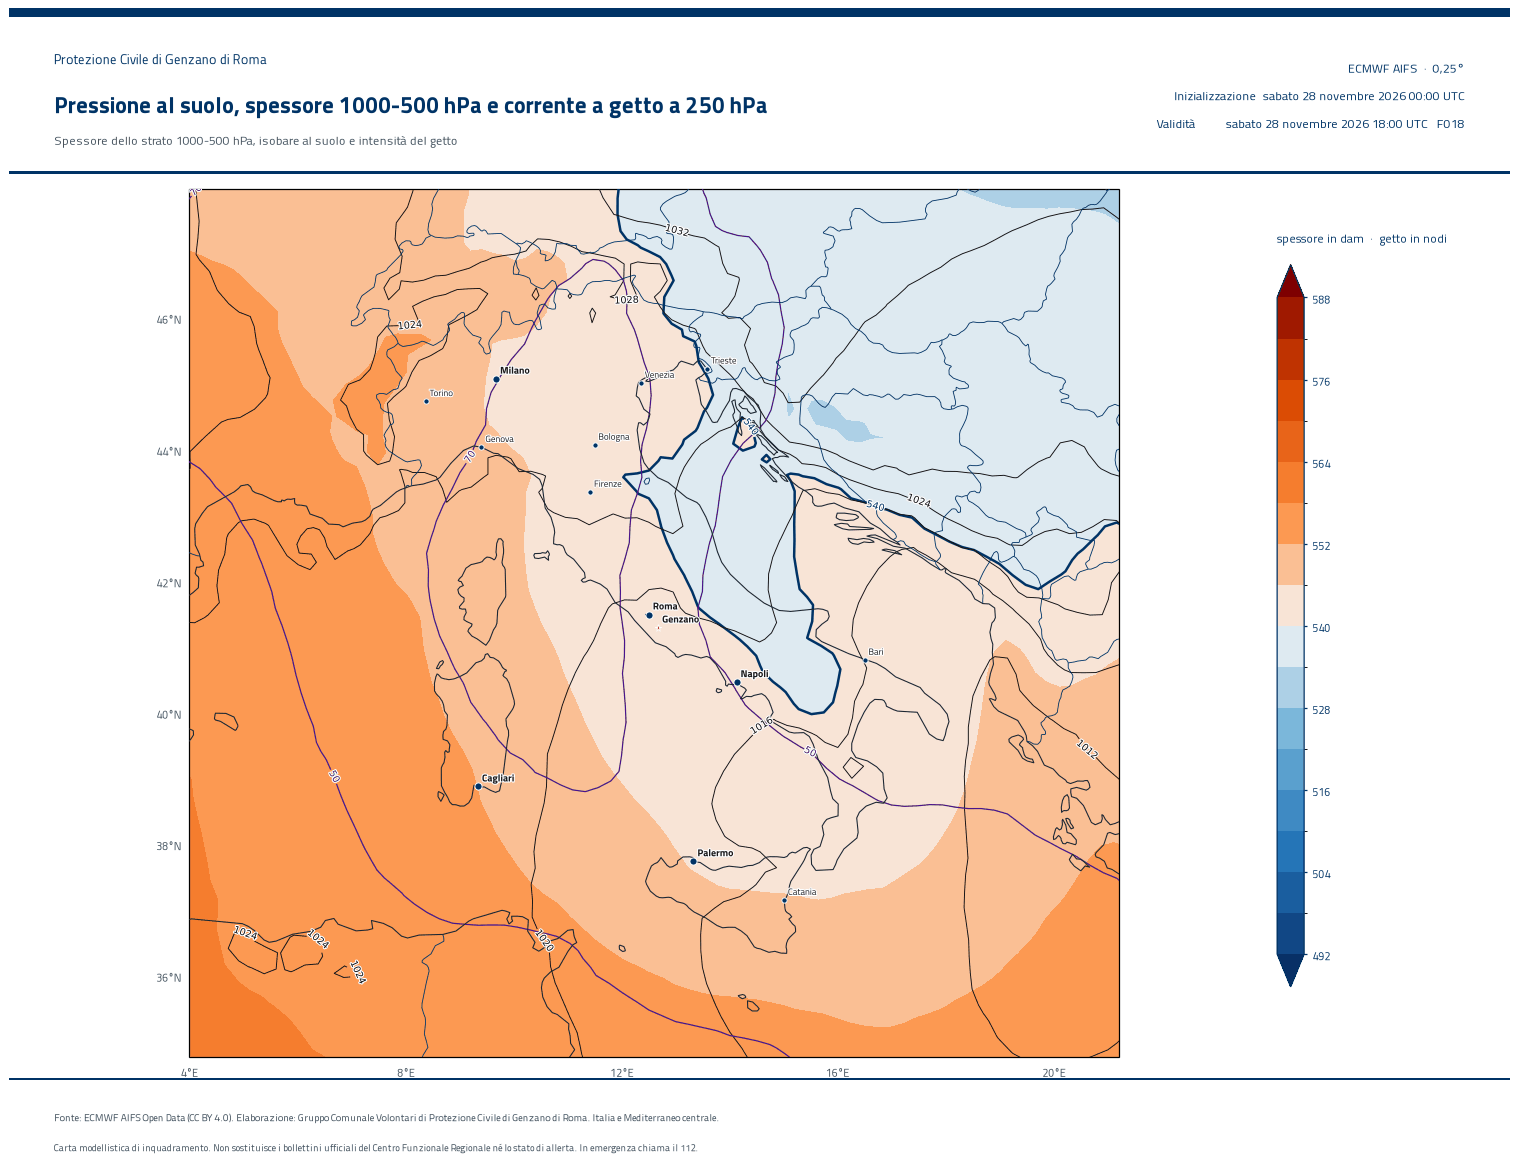 Protezione Civile di Genzano di Roma
Pressione al suolo, spessore 1000-500 hPa e corrente a getto a 250 hPa
Spessore dello strato 1000-500 hPa, isobare al suolo e intensità del getto
ECMWF AIFS · 0,25°
Inizializzazione sabato 28 novembre 2026 00:00 UTC
Validità sabato 28 novembre 2026 18:00 UTC F018
spessore in dam · getto in nodi
588
576
564
552
540
528
516
504
492
46°N
44°N
42°N
40°N
38°N
36°N
4°E
8°E
12°E
16°E
20°E
70
1032
1028
1024
Trieste
Milano
Venezia
Torino
540
Bologna
Genova
70
Firenze
1024
540
Roma
Genzano
Bari
Napoli
1016
50
1012
50
Cagliari
Palermo
Catania
1024
1024
1020
1024
Fonte: ECMWF AIFS Open Data (CC BY 4.0). Elaborazione: Gruppo Comunale Volontari di Protezione Civile di Genzano di Roma. Italia e Mediterraneo centrale.
Carta modellistica di inquadramento. Non sostituisce i bollettini ufficiali del Centro Funzionale Regionale né lo stato di allerta. In emergenza chiama il 112.